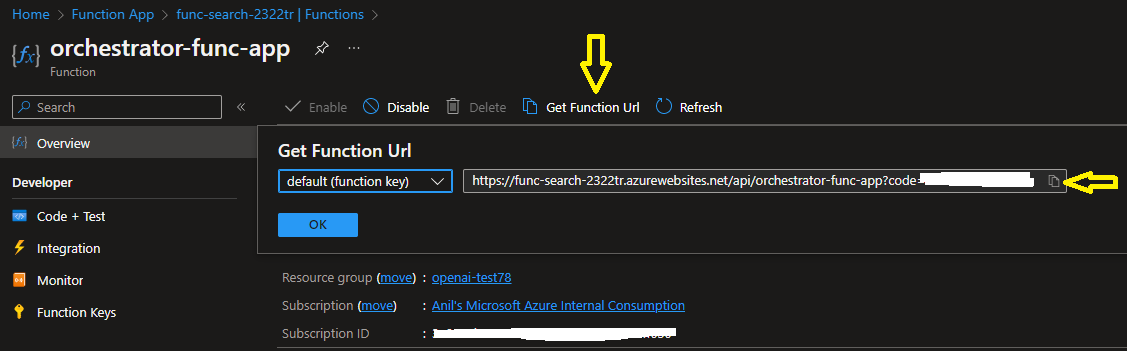 Home > Function App > func-search-2322tr | Functions >
{fx} orchestrator-func-app ...
Function
Search «
Enable Disable Delete Get Function Url Refresh
{fx} Overview
Get Function Url
default (function key) https://func-search-2322tr.azurewebsites.net/api/orchestrator-func-app?code=
OK
Developer
Code + Test
Integration
Monitor
Function Keys
Resource group (move) : openai-test78
Subscription (move) : Anil's Microsoft Azure Internal Consumption
Subscription ID :